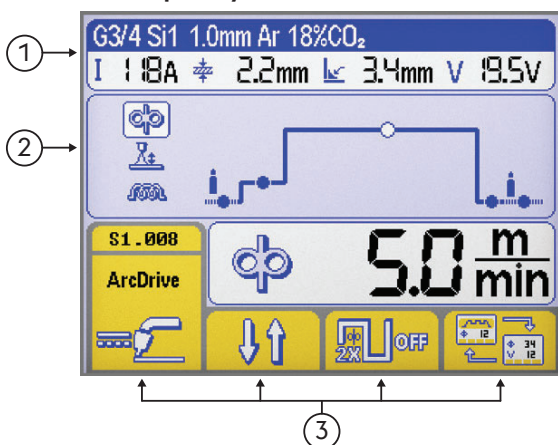 G3/4 Si1 1.0mm Ar 18%CO₂
1
I 118A 2.2mm 3.4mm V 19.5V
2
S1.008
ArcDrive
5.0 m/min
2X OFF
12
34
V 12
3